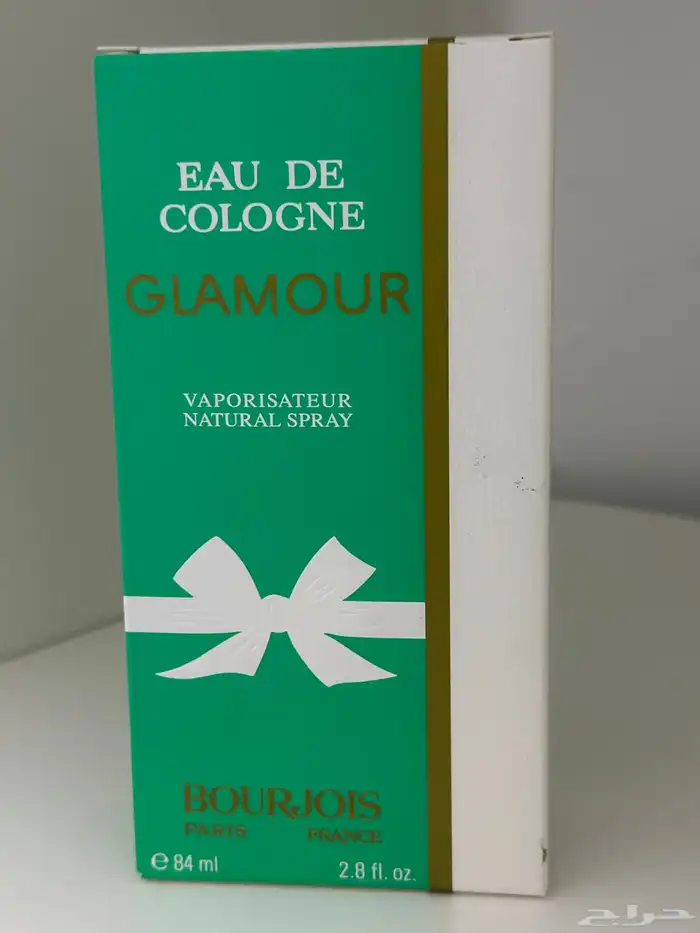 EAU DE
COLOGNE
GLAMOUR
VAPORISATEUR
NATURAL SPRAY
BOURJOIS
PARIS FRANCE
℮ 84 ml 2.8 fl. oz.
حراج